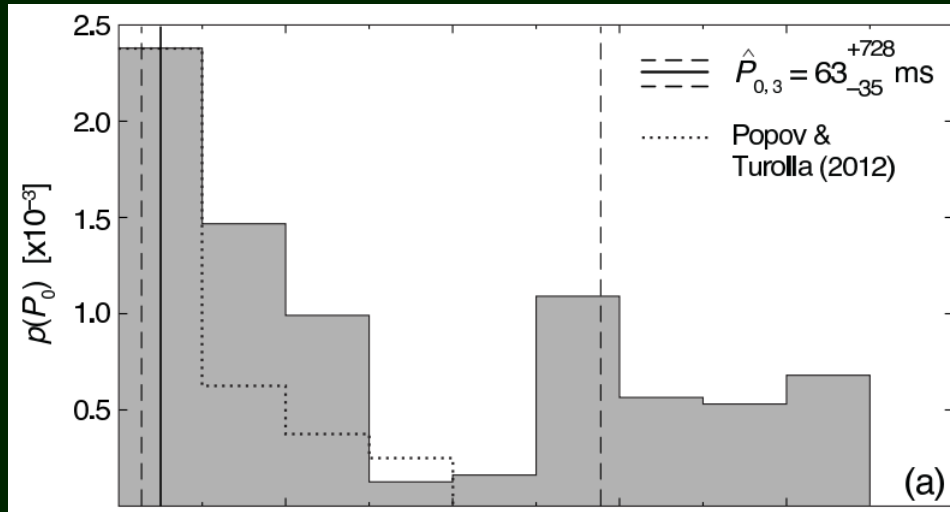 2.5
2.0
1.5
1.0
0.5
p(P₀) [x10⁻³]
P̂₀,₃ = 63⁺⁷²⁸₋₃₅ ms
Popov &
Turolla (2012)
(a)